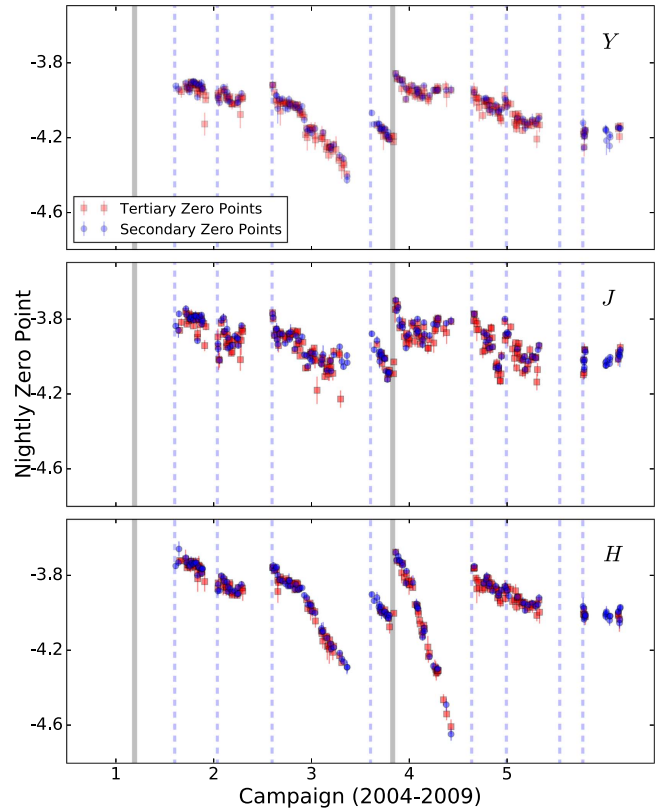 Y
-3.8
-4.2
-4.6
Tertiary Zero Points
Secondary Zero Points
J
-3.8
-4.2
-4.6
Nightly Zero Point
H
-3.8
-4.2
-4.6
1 2 3 4 5
Campaign (2004-2009)